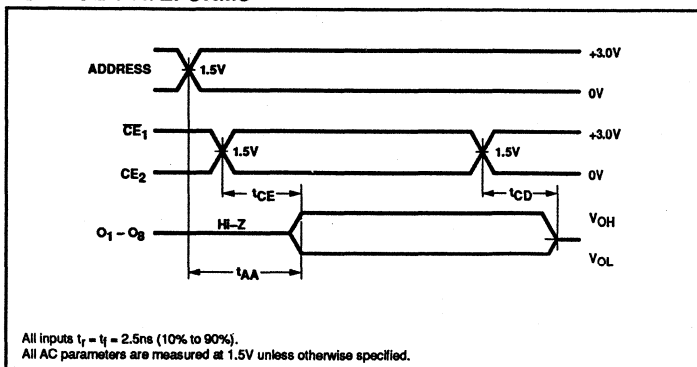 ADDRESS
1.5V
+3.0V
0V
CE1
CE2
1.5V
1.5V
+3.0V
0V
tCE
tCD
O1 – O8
Hi–Z
VOH
VOL
tAA
All inputs tr = tf = 2.5ns (10% to 90%).
All AC parameters are measured at 1.5V unless otherwise specified.